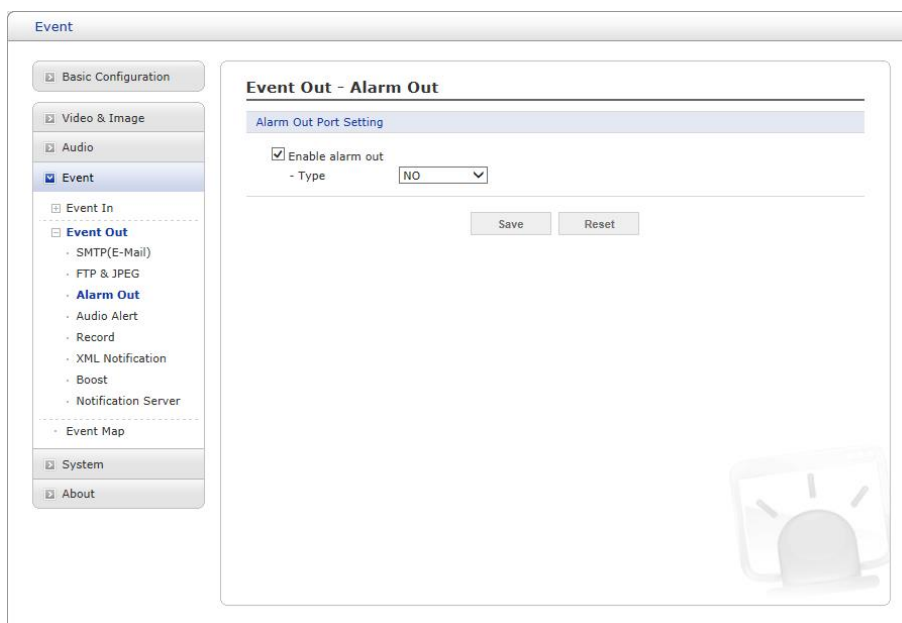 Event
Basic Configuration
Video & Image
Audio
Event
Event In
Event Out
SMTP(E-Mail)
FTP & JPEG
Alarm Out
Audio Alert
Record
XML Notification
Boost
Notification Server
Event Map
System
About
Event Out - Alarm Out
Alarm Out Port Setting
Enable alarm out
- Type NO
Save Reset